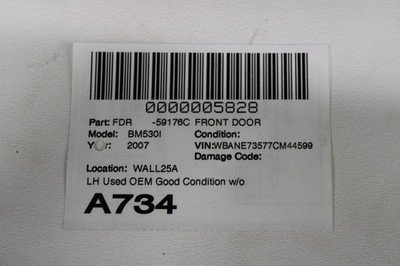 0000005828
Part: FDR -59176C FRONT DOOR
Model: BM530I Condition:
Year: 2007 VIN:WBANE73577CM44599
Damage Code:
Location: WALL25A
LH Used OEM Good Condition w/o
A734